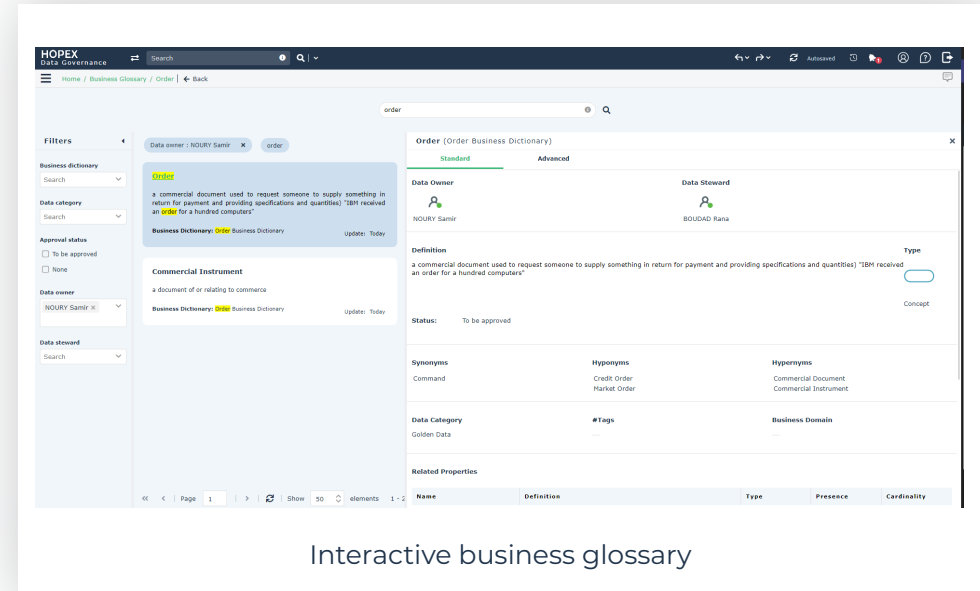 HOPEX
Data Governance
Search
Autosaved
1
Home / Business Glossary / Order
Back
order
Filters
Business dictionary
Search
Data category
Search
Approval status
To be approved
None
Data owner
NOURY Samir ×
Data steward
Search
Data owner : NOURY Samir ×
order
Order
a commercial document used to request someone to supply something in
return for payment and providing specifications and quantities) "IBM received
an order for a hundred computers"
Business Dictionary: Order Business Dictionary
Update: Today
Commercial Instrument
a document of or relating to commerce
Business Dictionary: Order Business Dictionary
Update: Today
Page 1
Show 50 elements 1 - 2
Order (Order Business Dictionary)
Standard
Advanced
Data Owner
Data Steward
NOURY Samir
BOUDAD Rana
Definition
Type
a commercial document used to request someone to supply something in return for payment and providing specifications and quantities) "IBM received
an order for a hundred computers"
Concept
Status: To be approved
Synonyms
Hyponyms
Hypernyms
Command
Credit Order
Commercial Document
Market Order
Commercial Instrument
Data Category
#Tags
Business Domain
Golden Data
Related Properties
Name
Definition
Type
Presence
Cardinality
Interactive business glossary